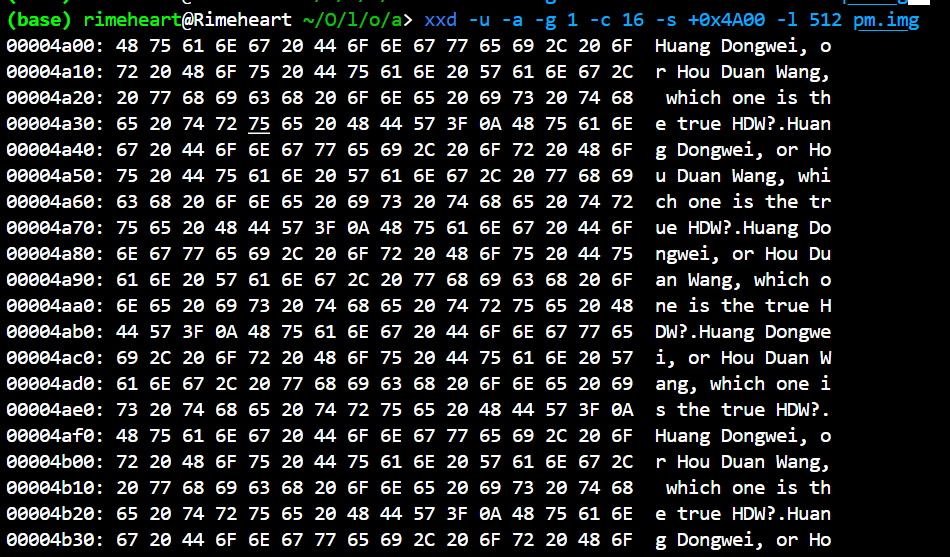 (base) rimeheart@Rimeheart ~/O/l/o/a> xxd -u -a -g 1 -c 16 -s +0x4A00 -l 512 pm.img
00004a00: 48 75 61 6E 67 20 44 6F 6E 67 77 65 69 2C 20 6F  Huang Dongwei, o
00004a10: 72 20 48 6F 75 20 44 75 61 6E 20 57 61 6E 67 2C  r Hou Duan Wang,
00004a20: 20 77 68 69 63 68 20 6F 6E 65 20 69 73 20 74 68   which one is th
00004a30: 65 20 74 72 75 65 20 48 44 57 3F 0A 48 75 61 6E  e true HDW?.Huan
00004a40: 67 20 44 6F 6E 67 77 65 69 2C 20 6F 72 20 48 6F  g Dongwei, or Ho
00004a50: 75 20 44 75 61 6E 20 57 61 6E 67 2C 20 77 68 69  u Duan Wang, whi
00004a60: 63 68 20 6F 6E 65 20 69 73 20 74 68 65 20 74 72  ch one is the tr
00004a70: 75 65 20 48 44 57 3F 0A 48 75 61 6E 67 20 44 6F  ue HDW?.Huang Do
00004a80: 6E 67 77 65 69 2C 20 6F 72 20 48 6F 75 20 44 75  ngwei, or Hou Du
00004a90: 61 6E 20 57 61 6E 67 2C 20 77 68 69 63 68 20 6F  an Wang, which o
00004aa0: 6E 65 20 69 73 20 74 68 65 20 74 72 75 65 20 48  ne is the true H
00004ab0: 44 57 3F 0A 48 75 61 6E 67 20 44 6F 6E 67 77 65  DW?.Huang Dongwe
00004ac0: 69 2C 20 6F 72 20 48 6F 75 20 44 75 61 6E 20 57  i, or Hou Duan W
00004ad0: 61 6E 67 2C 20 77 68 69 63 68 20 6F 6E 65 20 69  ang, which one i
00004ae0: 73 20 74 68 65 20 74 72 75 65 20 48 44 57 3F 0A  s the true HDW?.
00004af0: 48 75 61 6E 67 20 44 6F 6E 67 77 65 69 2C 20 6F  Huang Dongwei, o
00004b00: 72 20 48 6F 75 20 44 75 61 6E 20 57 61 6E 67 2C  r Hou Duan Wang,
00004b10: 20 77 68 69 63 68 20 6F 6E 65 20 69 73 20 74 68   which one is th
00004b20: 65 20 74 72 75 65 20 48 44 57 3F 0A 48 75 61 6E  e true HDW?.Huan
00004b30: 67 20 44 6F 6E 67 77 65 69 2C 20 6F 72 20 48 6F  g Dongwei, or Ho